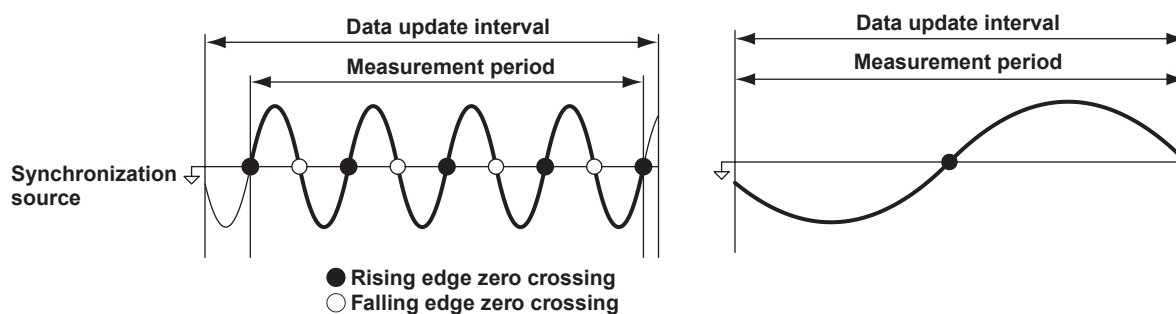 Data update interval
Measurement period
Synchronization
source
Rising edge zero crossing
Falling edge zero crossing
Data update interval
Measurement period